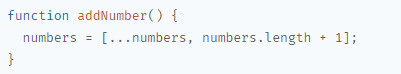 function addNumber() {
  numbers = [...numbers, numbers.length + 1];
}